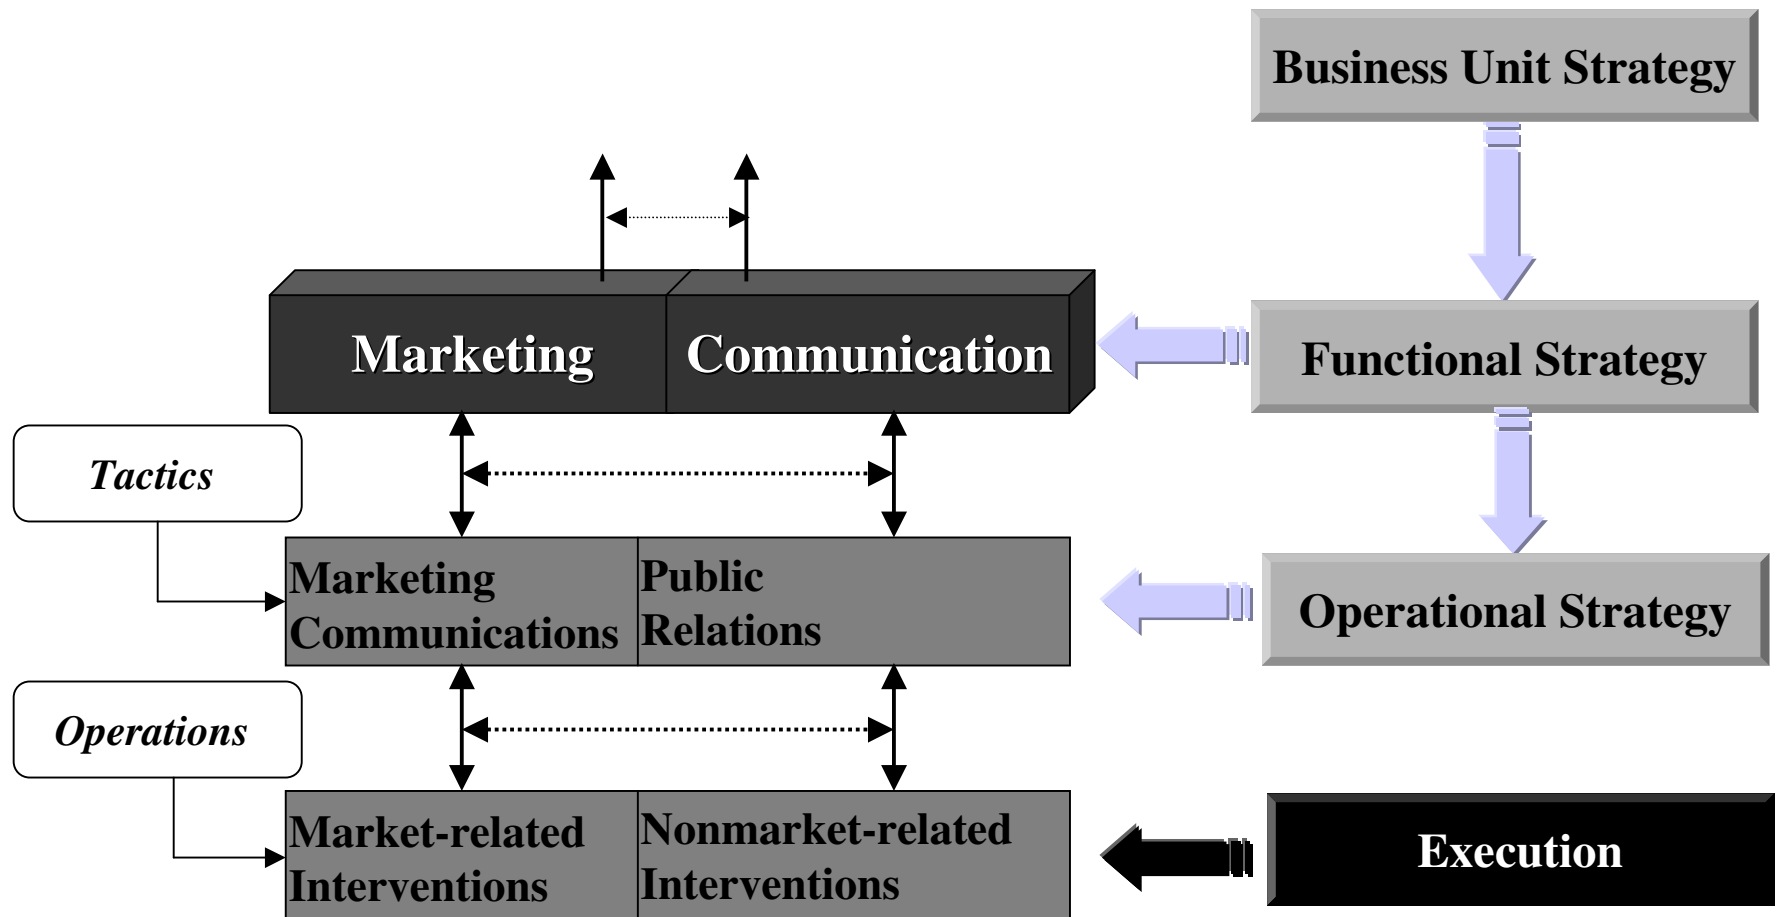 Business Unit Strategy
Marketing
Communication
Functional Strategy
Tactics
Marketing
Communications
Public
Relations
Operational Strategy
Operations
Market-related
Interventions
Nonmarket-related
Interventions
Execution